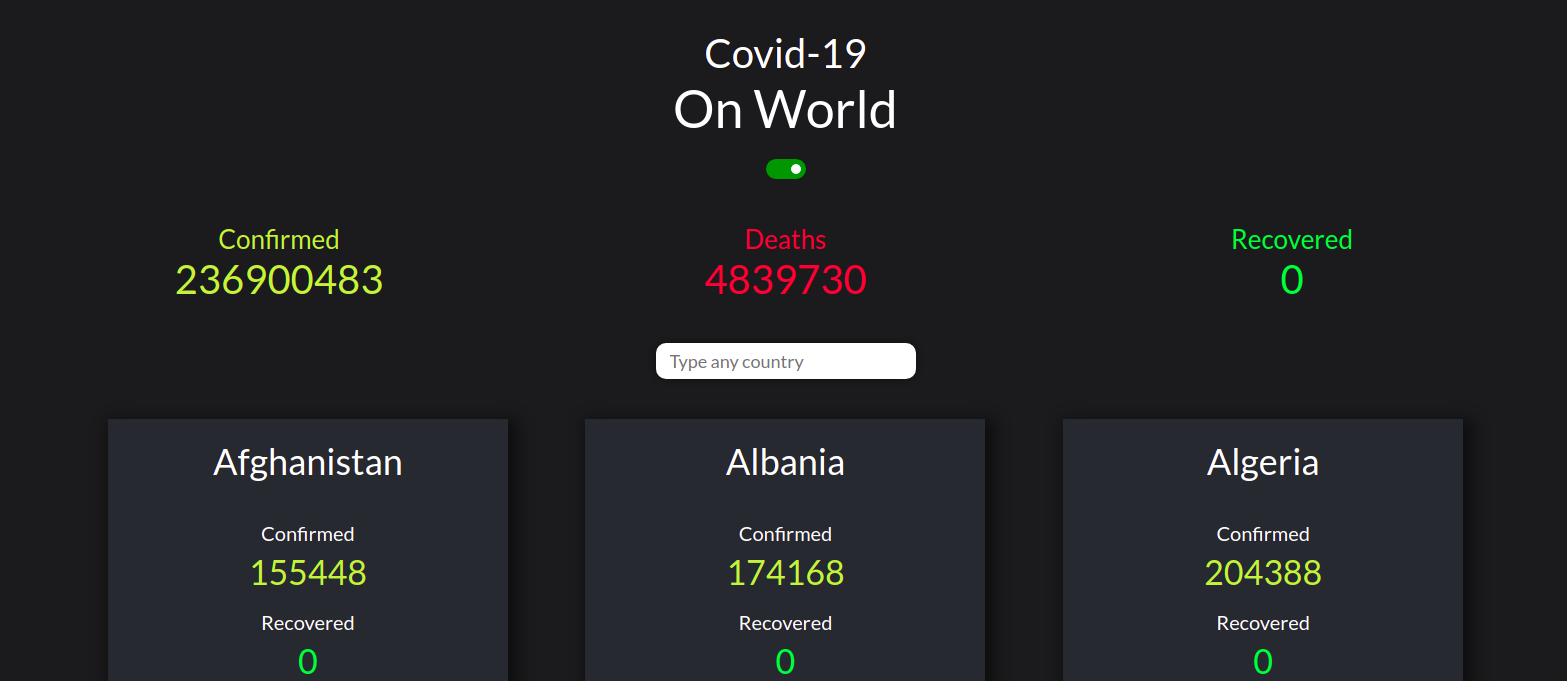 Covid-19
On World
Confirmed
236900483
Deaths
4839730
Recovered
0
Type any country
Afghanistan
Confirmed
155448
Recovered
0
Albania
Confirmed
174168
Recovered
0
Algeria
Confirmed
204388
Recovered
0